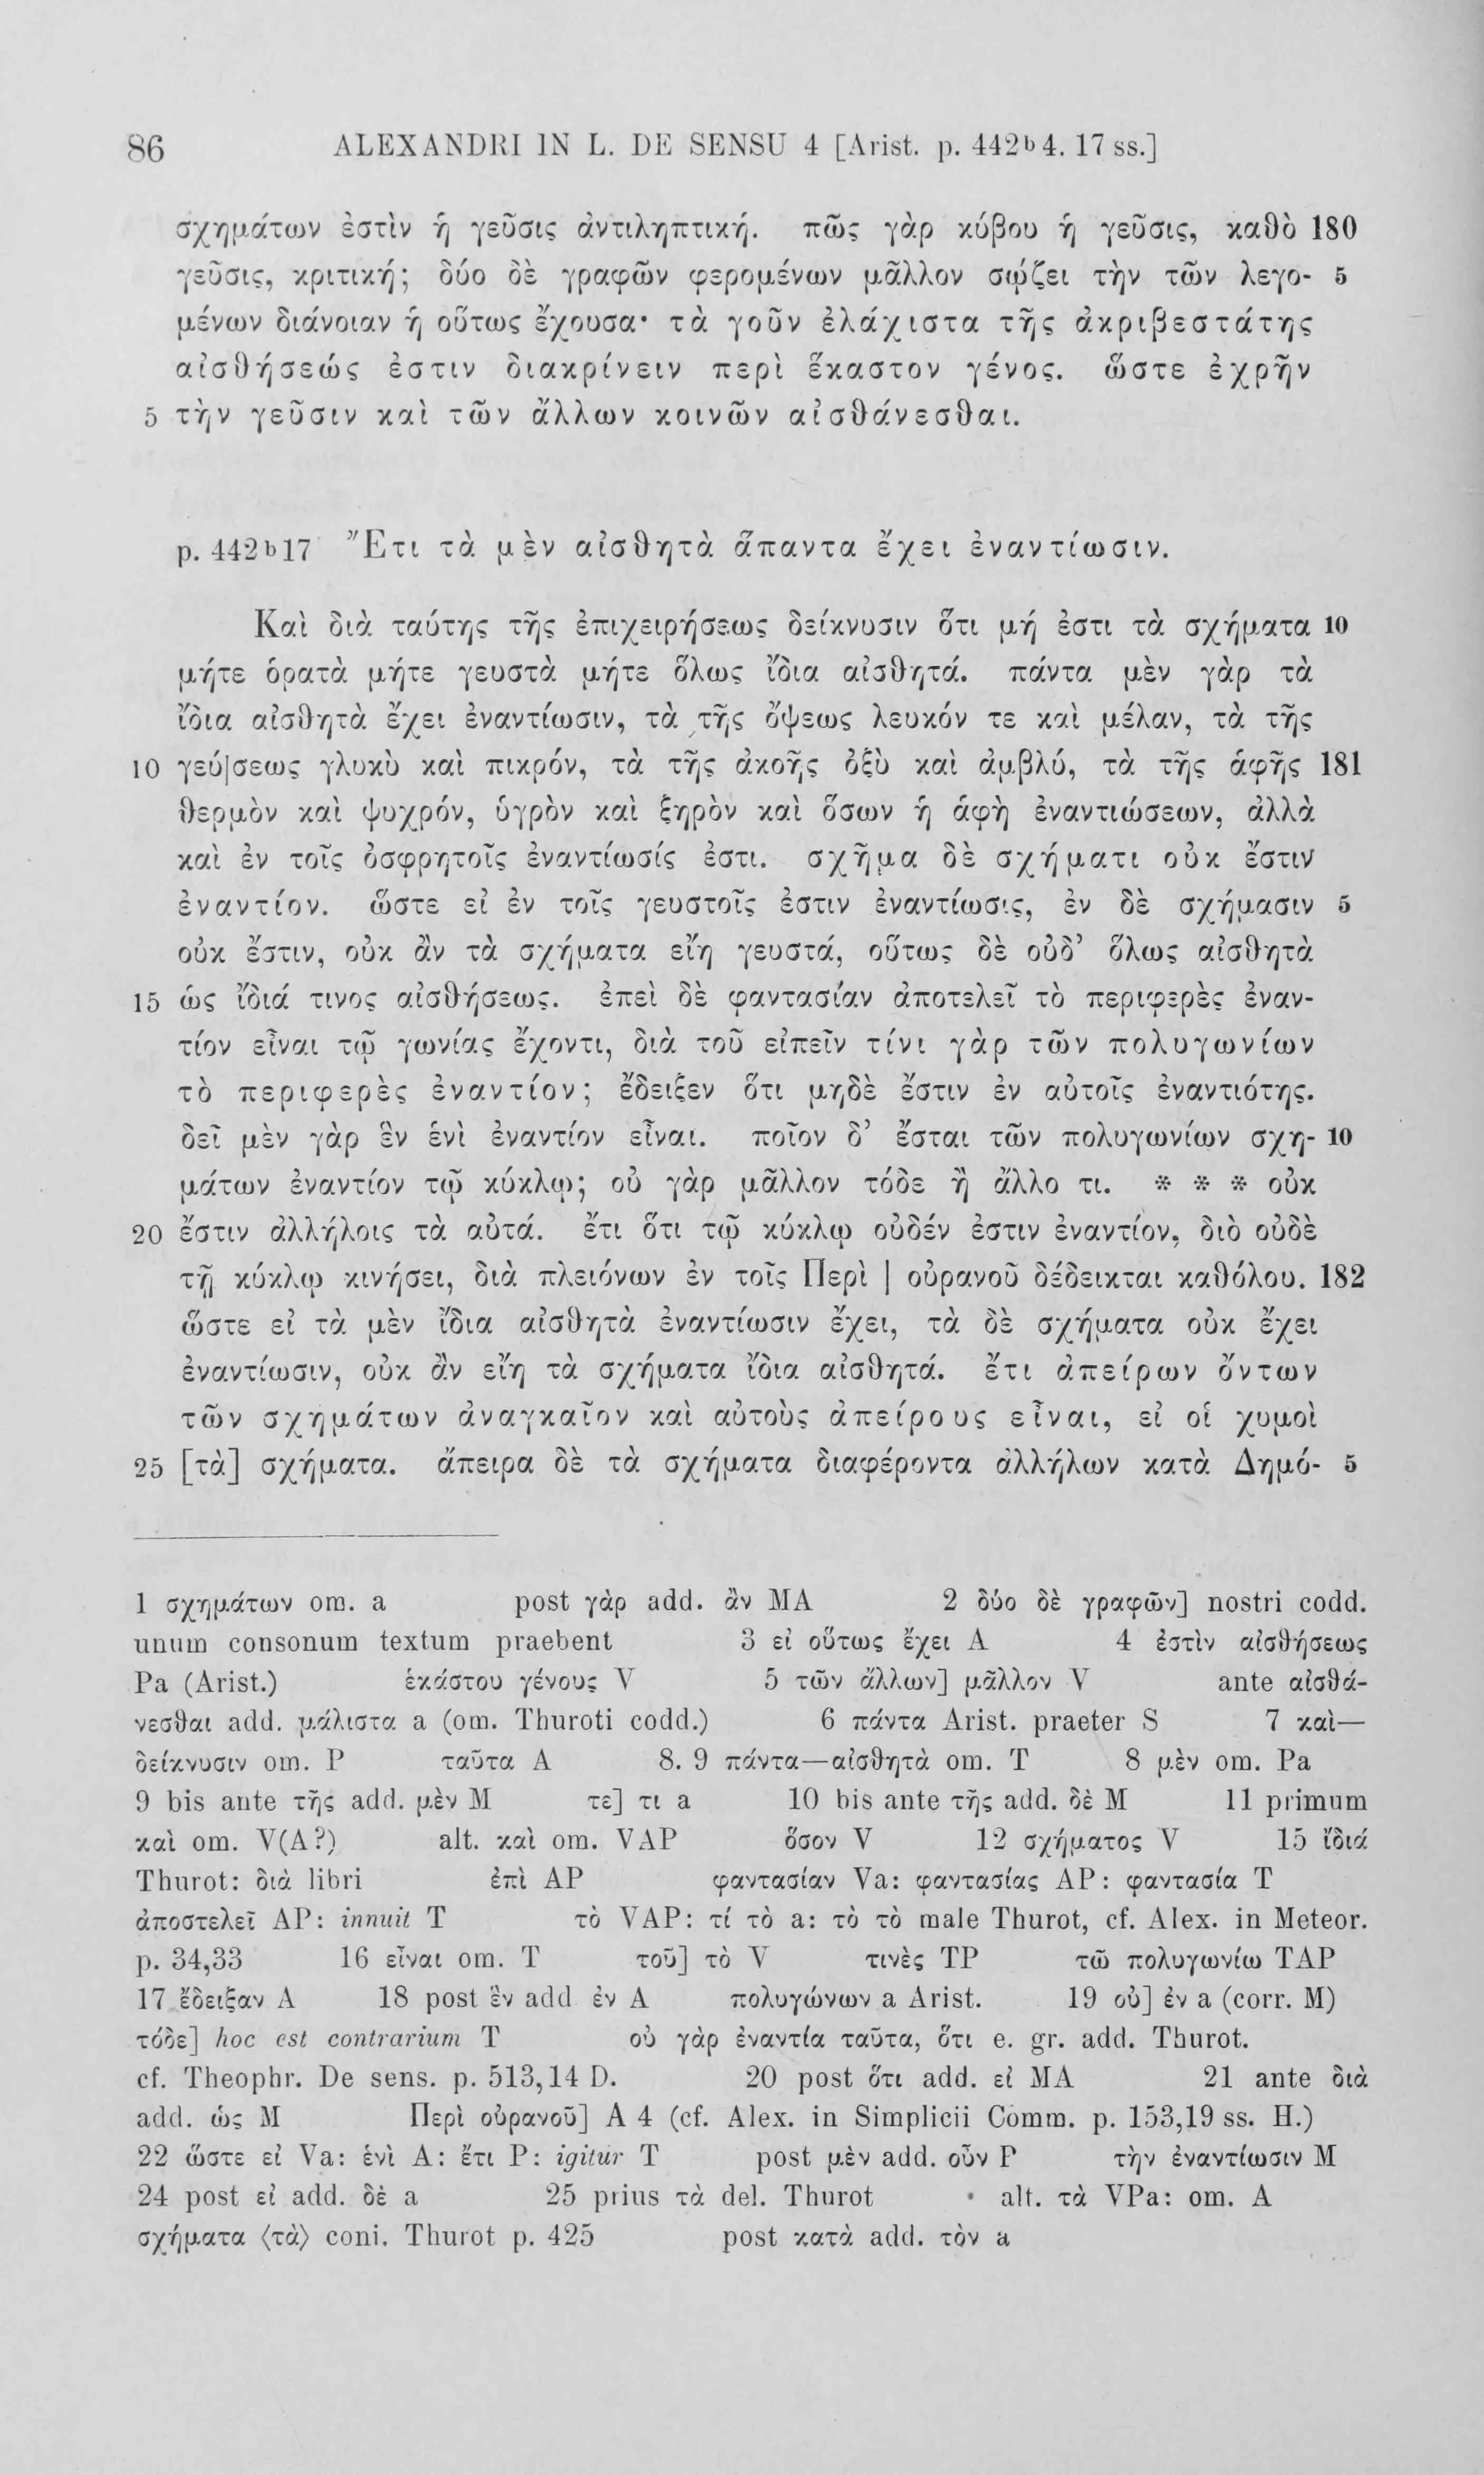 86 ALEXANDRI IN L. DE SENSU 4 [Arist. p. 442b4. 17 ss.]
σχημάτων ἐστὶν ἡ γεῦσις ἀντιληπτική. πῶς γὰρ κύβου ἡ γεῦσις, καθὸ 180
γεῦσις, κριτική; δύο δὲ γραφῶν φερομένων μᾶλλον σῴζει τὴν τῶν λεγο- 5
μένων διάνοιαν ἡ οὕτως ἔχουσα· τὰ γοῦν ἐλάχιστα τῆς ἀκριβεστάτης
αἰσθήσεώς ἐστιν διακρίνειν περὶ ἕκαστον γένος. ὥστε ἐχρῆν
5 τὴν γεῦσιν καὶ τῶν ἄλλων κοινῶν αἰσθάνεσθαι.
p. 442b17 Ἔτι τὰ μὲν αἰσθητὰ ἅπαντα ἔχει ἐναντίωσιν.
Καὶ διὰ ταύτης τῆς ἐπιχειρήσεως δείκνυσιν ὅτι μή ἐστι τὰ σχήματα 10
μήτε ὁρατὰ μήτε γευστὰ μήτε ὅλως ἴδια αἰσθητά. πάντα μὲν γὰρ τὰ
ἴδια αἰσθητὰ ἔχει ἐναντίωσιν, τὰ τῆς ὄψεως λευκόν τε καὶ μέλαν, τὰ τῆς
10 γεύ|σεως γλυκὺ καὶ πικρόν, τὰ τῆς ἀκοῆς ὀξὺ καὶ ἀμβλύ, τὰ τῆς ἁφῆς 181
θερμὸν καὶ ψυχρόν, ὑγρὸν καὶ ξηρὸν καὶ ὅσων ἡ ἁφὴ ἐναντιώσεων, ἀλλὰ
καὶ ἐν τοῖς ὀσφρητοῖς ἐναντίωσίς ἐστι. σχῆμα δὲ σχήματι οὐκ ἔστιν
ἐναντίον. ὥστε εἰ ἐν τοῖς γευστοῖς ἐστιν ἐναντίωσις, ἐν δὲ σχήμασιν 5
οὐκ ἔστιν, οὐκ ἂν τὰ σχήματα εἴη γευστά, οὕτως δὲ οὐδ’ ὅλως αἰσθητὰ
15 ὡς ἴδιά τινος αἰσθήσεως. ἐπεὶ δὲ φαντασίαν ἀποτελεῖ τὸ περιφερὲς ἐναν-
τίον εἶναι τῷ γωνίας ἔχοντι, διὰ τοῦ εἰπεῖν τίνι γὰρ τῶν πολυγωνίων
τὸ περιφερὲς ἐναντίον; ἔδειξεν ὅτι μηδὲ ἔστιν ἐν αὐτοῖς ἐναντιότης.
δεῖ μὲν γὰρ ἓν ἑνὶ ἐναντίον εἶναι. ποῖον δ’ ἔσται τῶν πολυγωνίων σχη- 10
μάτων ἐναντίον τῷ κύκλῳ; οὐ γὰρ μᾶλλον τόδε ἢ ἄλλο τι. * * * οὐκ
20 ἔστιν ἀλλήλοις τὰ αὐτά. ἔτι ὅτι τῷ κύκλῳ οὐδέν ἐστιν ἐναντίον, διὸ οὐδὲ
τῇ κύκλῳ κινήσει, διὰ πλειόνων ἐν τοῖς Περὶ | οὐρανοῦ δέδεικται καθόλου. 182
ὥστε εἰ τὰ μὲν ἴδια αἰσθητὰ ἐναντίωσιν ἔχει, τὰ δὲ σχήματα οὐκ ἔχει
ἐναντίωσιν, οὐκ ἂν εἴη τὰ σχήματα ἴδια αἰσθητά. ἔτι ἀπείρων ὄντων
τῶν σχημάτων ἀναγκαῖον καὶ αὐτοὺς ἀπείρους εἶναι, εἰ οἱ χυμοὶ
25 [τὰ] σχήματα. ἄπειρα δὲ τὰ σχήματα διαφέροντα ἀλλήλων κατὰ Δημό- 5
1 σχημάτων om. a post γὰρ add. ἂν MA 2 δύο δὲ γραφῶν] nostri codd.
unum consonum textum praebent 3 εἰ οὕτως ἔχει A 4 ἐστὶν αἰσθήσεως
Pa (Arist.) ἑκάστου γένους V 5 τῶν ἄλλων] μᾶλλον V ante αἰσθά-
νεσθαι add. μάλιστα a (om. Thuroti codd.) 6 πάντα Arist. praeter S 7 καὶ—
δείκνυσιν om. P ταῦτα A 8. 9 πάντα—αἰσθητὰ om. T 8 μὲν om. Pa
9 bis ante τῆς add. μὲν M τε] τι a 10 bis ante τῆς add. δὲ M 11 primum
καὶ om. V(A?) alt. καὶ om. VAP ὅσον V 12 σχήματος V 15 ἴδιά
Thurot: διὰ libri ἐπὶ AP φαντασίαν Va: φαντασίας AP: φαντασία T
ἀποστελεῖ AP: innuit T τὸ VAP: τί τὸ a: τὸ τὸ male Thurot, cf. Alex. in Meteor.
p. 34,33 16 εἶναι om. T τοῦ] τὸ V τινὲς TP τῶ πολυγωνίω TAP
17 ἔδειξαν A 18 post ἓν add ἐν A πολυγώνων a Arist. 19 οὐ] ἐν a (corr. M)
τόδε] hoc est contrarium T οὐ γὰρ ἐναντία ταῦτα, ὅτι e. gr. add. Thurot.
cf. Theophr. De sens. p. 513,14 D. 20 post ὅτι add. εἰ MA 21 ante διὰ
add. ὡς M Περὶ οὐρανοῦ] A 4 (cf. Alex. in Simplicii Comm. p. 153,19 ss. H.)
22 ὥστε εἰ Va: ἑνὶ A: ἔτι P: igitur T post μὲν add. οὖν P τὴν ἐναντίωσιν M
24 post εἰ add. δὲ a 25 prius τὰ del. Thurot alt. τὰ VPa: om. A
σχήματα ⟨τὰ⟩ coni. Thurot p. 425 post κατὰ add. τὸν a